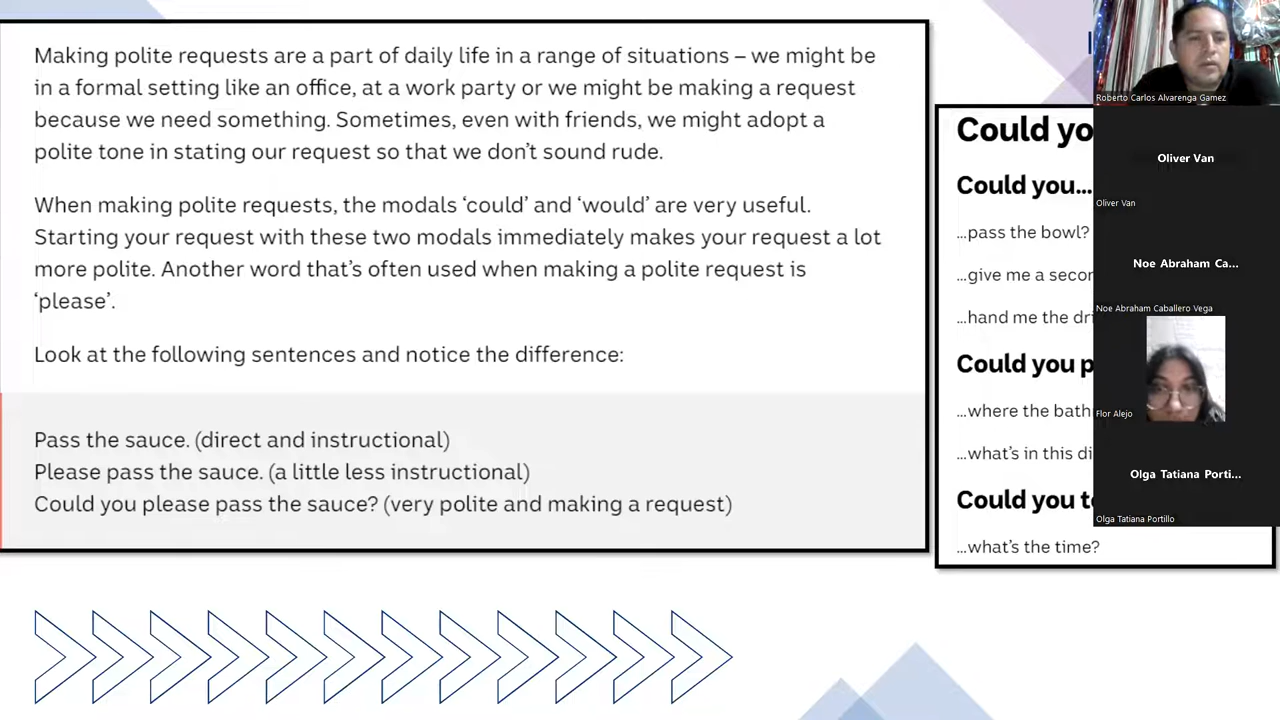 Making polite requests are a part of daily life in a range of situations – we might be
in a formal setting like an office, at a work party or we might be making a request
because we need something. Sometimes, even with friends, we might adopt a
polite tone in stating our request so that we don’t sound rude.
When making polite requests, the modals ‘could’ and ‘would’ are very useful.
Starting your request with these two modals immediately makes your request a lot
more polite. Another word that’s often used when making a polite request is
‘please’.
Look at the following sentences and notice the difference:
Pass the sauce. (direct and instructional)
Please pass the sauce. (a little less instructional)
Could you please pass the sauce? (very polite and making a request)
Could yo
Could you...
...pass the bowl?
...give me a secon
...hand me the dri
Could you p
...where the bath
...what’s in this di
Could you t
...what’s the time?
Roberto Carlos Alvarenga Gamez
Oliver Van
Oliver Van
Noe Abraham Ca...
Noe Abraham Caballero Vega
Flor Alejo
Olga Tatiana Porti...
Olga Tatiana Portillo